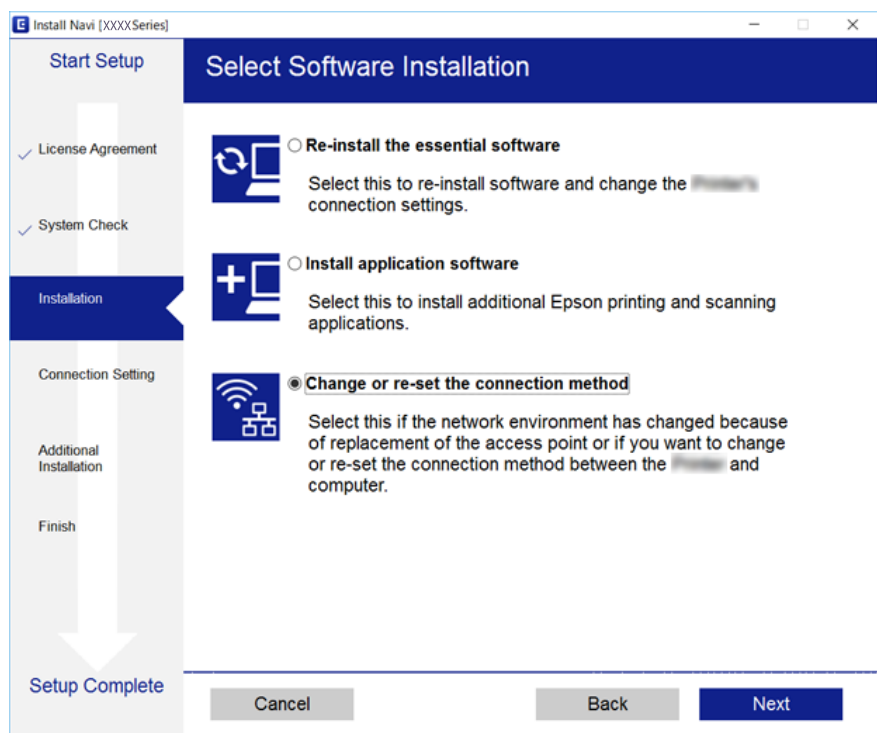 E Install Navi [XXXX Series]
Start Setup
License Agreement
System Check
Installation
Connection Setting
Additional
Installation
Finish
Setup Complete
Select Software Installation
Re-install the essential software
Select this to re-install software and change the
connection settings.
Install application software
Select this to install additional Epson printing and scanning
applications.
Change or re-set the connection method
Select this if the network environment has changed because
of replacement of the access point or if you want to change
or re-set the connection method between the and
computer.
Cancel
Back
Next